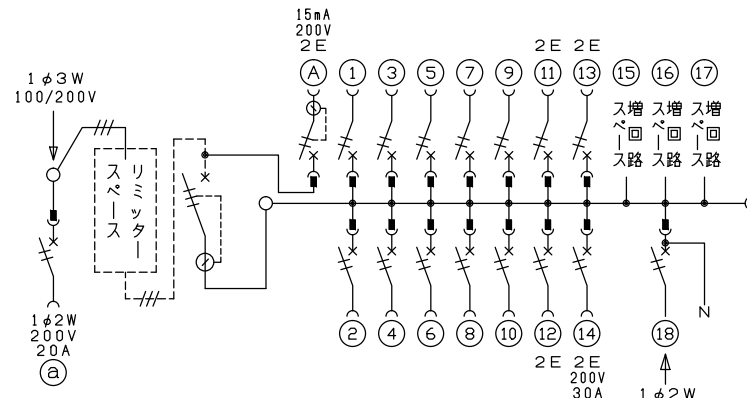 15mA
200V
2E
2E 2E
A 1 3 5 7 9 11 13 15 16 17
1φ3W
100/200V
リミッター
スペース
増回路
スペース
増回路
スペース
増回路
スペース
1φ2W
200V
20A
a
N
2 4 6 8 10 12 14 18
2E 2E
200V
30A
1φ2W